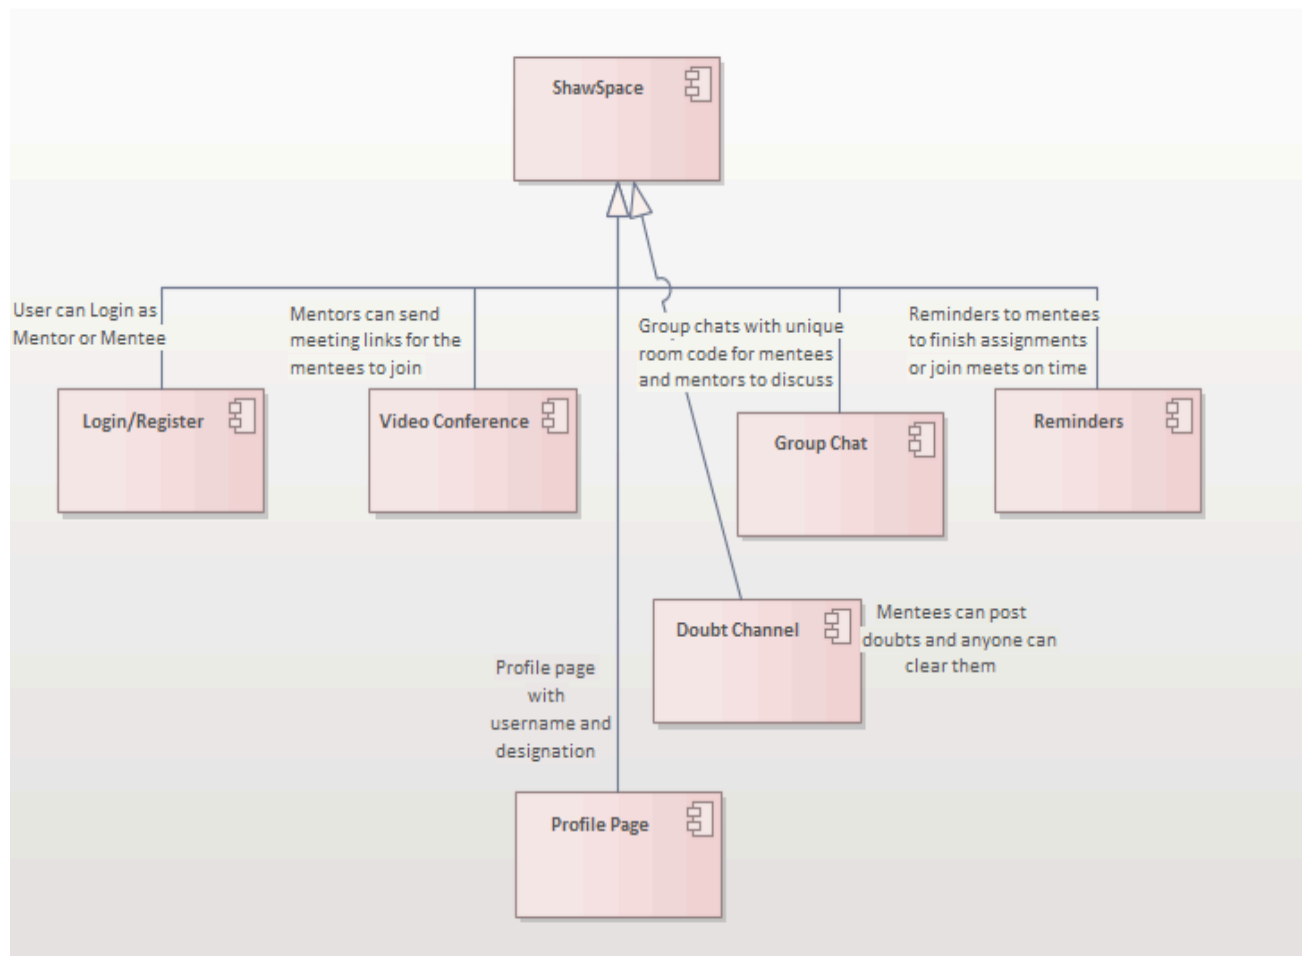 ShawSpace
User can Login as
Mentor or Mentee
Mentors can send
meeting links for the
mentees to join
Group chats with unique
room code for mentees
and mentors to discuss
Reminders to mentees
to finish assignments
or join meets on time
Login/Register
Video Conference
Group Chat
Reminders
Doubt Channel
Mentees can post
doubts and anyone can
clear them
Profile page
with
username and
designation
Profile Page